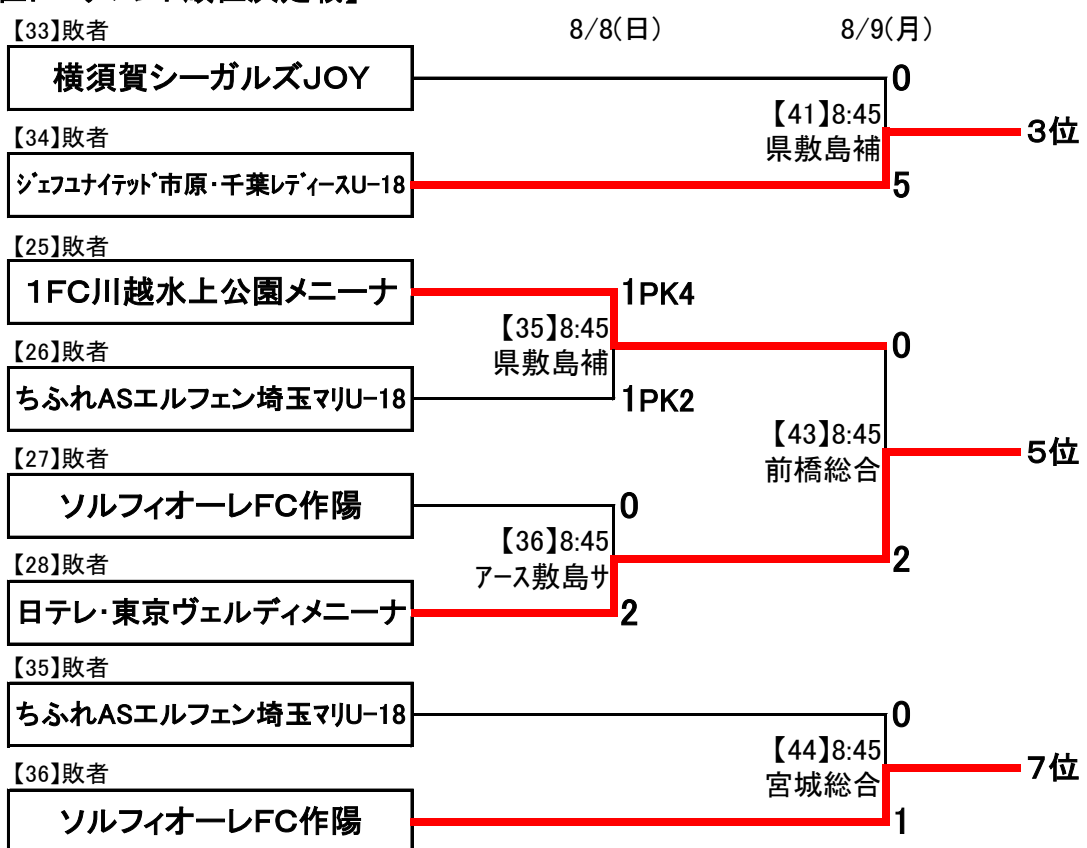 【33】敗者
8/8(日)
8/9(月)
横須賀シーガルズJOY
0
【41】8:45
県敷島補
3位
【34】敗者
ジェフユナイテッド市原・千葉レディースU-18
5
【25】敗者
1FC川越水上公園メニーナ
1PK4
【35】8:45
県敷島補
0
【26】敗者
ちふれASエルフェン埼玉マリU-18
1PK2
【43】8:45
前橋総合
5位
【27】敗者
ソルフィオーレFC作陽
0
【36】8:45
アース敷島サ
2
【28】敗者
日テレ・東京ヴェルディメニーナ
2
【35】敗者
ちふれASエルフェン埼玉マリU-18
0
【44】8:45
宮城総合
7位
【36】敗者
ソルフィオーレFC作陽
1